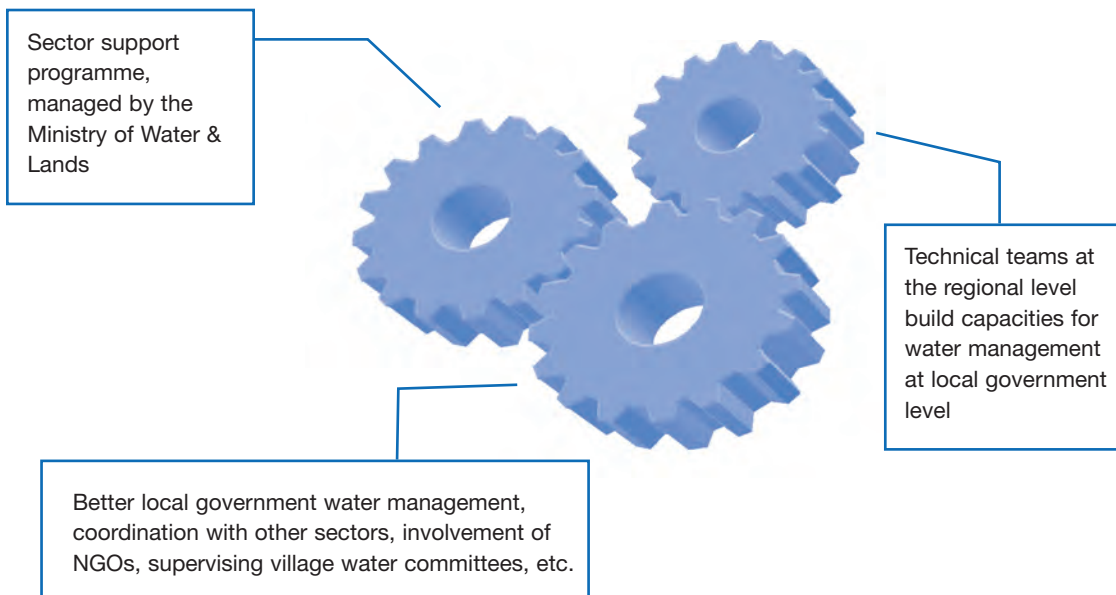 Sector support
programme,
managed by the
Ministry of Water &
Lands
Technical teams at
the regional level
build capacities for
water management
at local government
level
Better local government water management,
coordination with other sectors, involvement of
NGOs, supervising village water committees, etc.